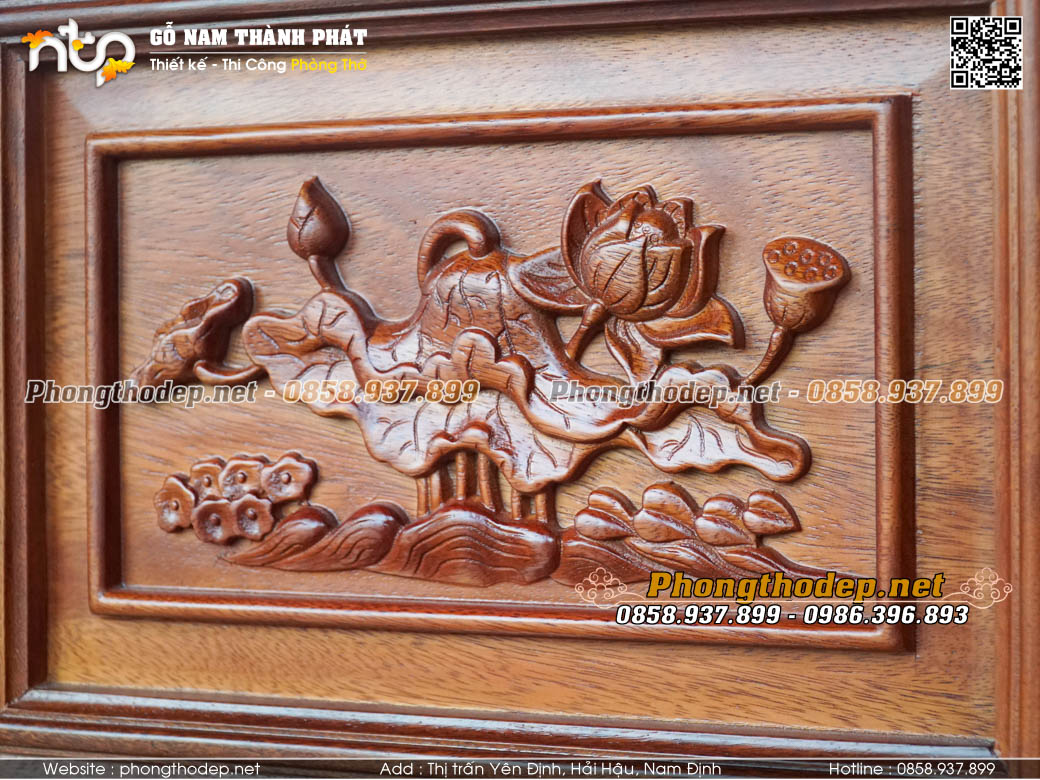 ntp
GỖ NAM THÀNH PHÁT
Thiết kế - Thi Công Phòng Thờ
Phongthodep.net - 0858.937.899
Phongthodep.net - 0858.937.899
Phongthodep.net
0858.937.899 - 0986.396.893
Website : phongthodep.net
Add : Thị trấn Yên Định, Hải Hậu, Nam Định
Hotline : 0858.937.899